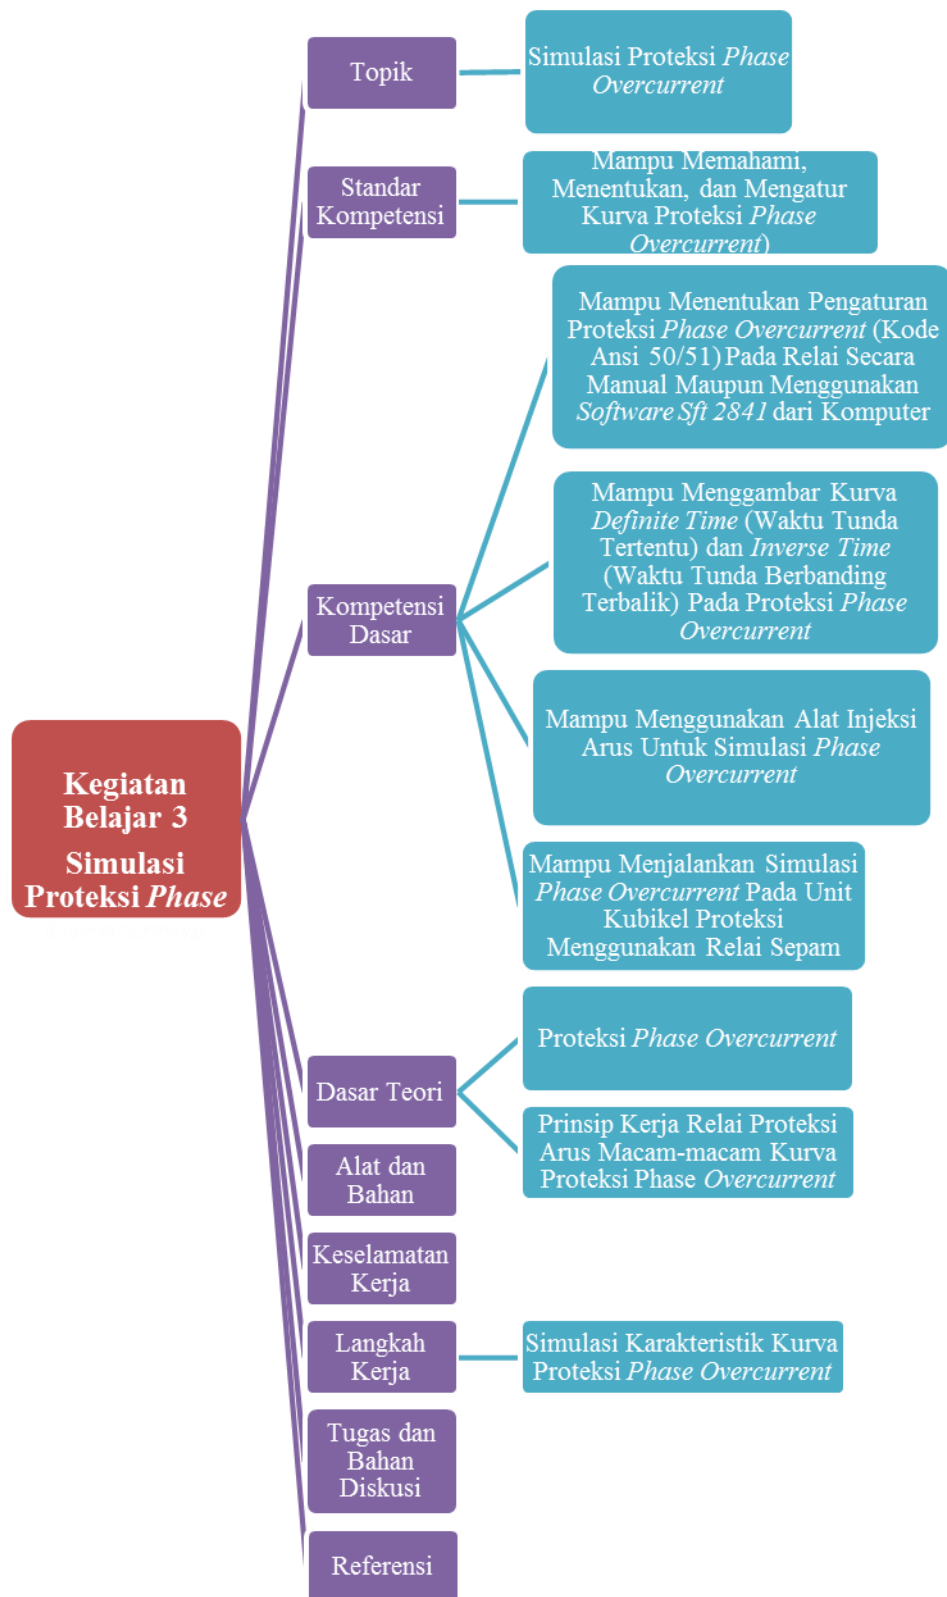 Kegiatan
Belajar 3
Simulasi
Proteksi Phase
Topik
Simulasi Proteksi Phase
Overcurrent
Standar
Kompetensi
Mampu Memahami,
Menentukan, dan Mengatur
Kurva Proteksi Phase
Overcurrent)
Kompetensi
Dasar
Mampu Menentukan Pengaturan
Proteksi Phase Overcurrent (Kode
Ansi 50/51) Pada Relai Secara
Manual Maupun Menggunakan
Software Sft 2841 dari Komputer
Mampu Menggambar Kurva
Definite Time (Waktu Tunda
Tertentu) dan Inverse Time
(Waktu Tunda Berbanding
Terbalik) Pada Proteksi Phase
Overcurrent
Mampu Menggunakan Alat Injeksi
Arus Untuk Simulasi Phase
Overcurrent
Mampu Menjalankan Simulasi
Phase Overcurrent Pada Unit
Kubikel Proteksi
Menggunakan Relai Sepam
Dasar Teori
Proteksi Phase Overcurrent
Prinsip Kerja Relai Proteksi
Arus Macam-macam Kurva
Proteksi Phase Overcurrent
Alat dan
Bahan
Keselamatan
Kerja
Langkah
Kerja
Simulasi Karakteristik Kurva
Proteksi Phase Overcurrent
Tugas dan
Bahan
Diskusi
Referensi